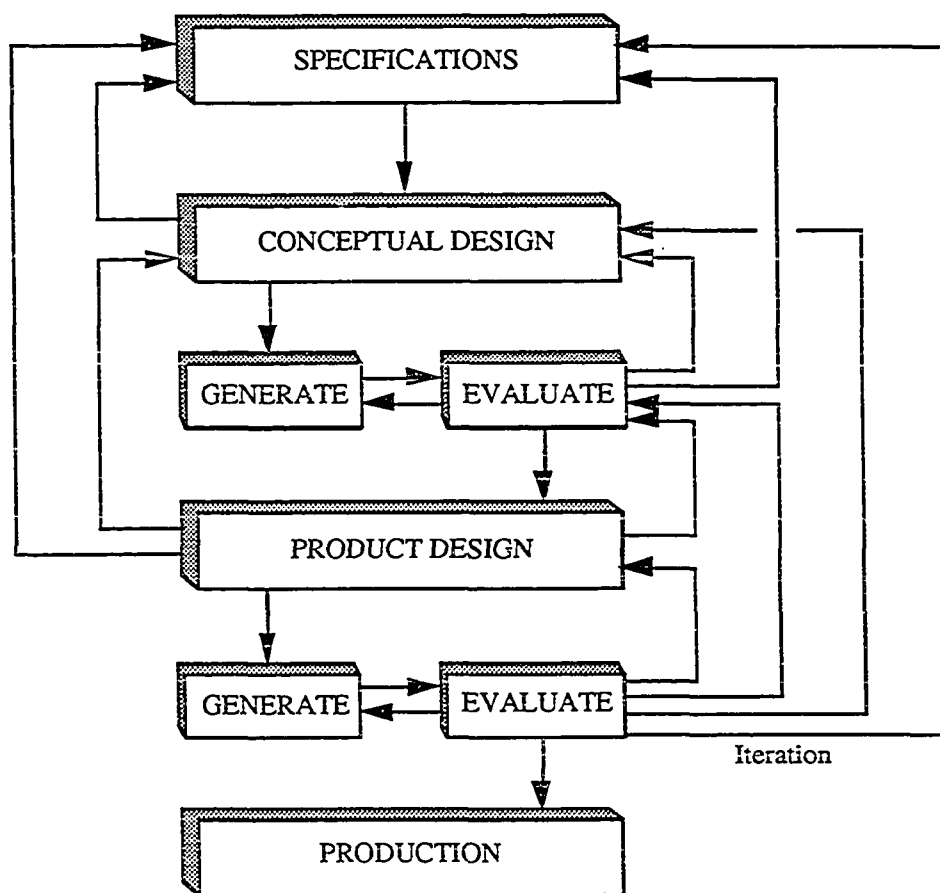 SPECIFICATIONS
CONCEPTUAL DESIGN
GENERATE
EVALUATE
PRODUCT DESIGN
GENERATE
EVALUATE
Iteration
PRODUCTION